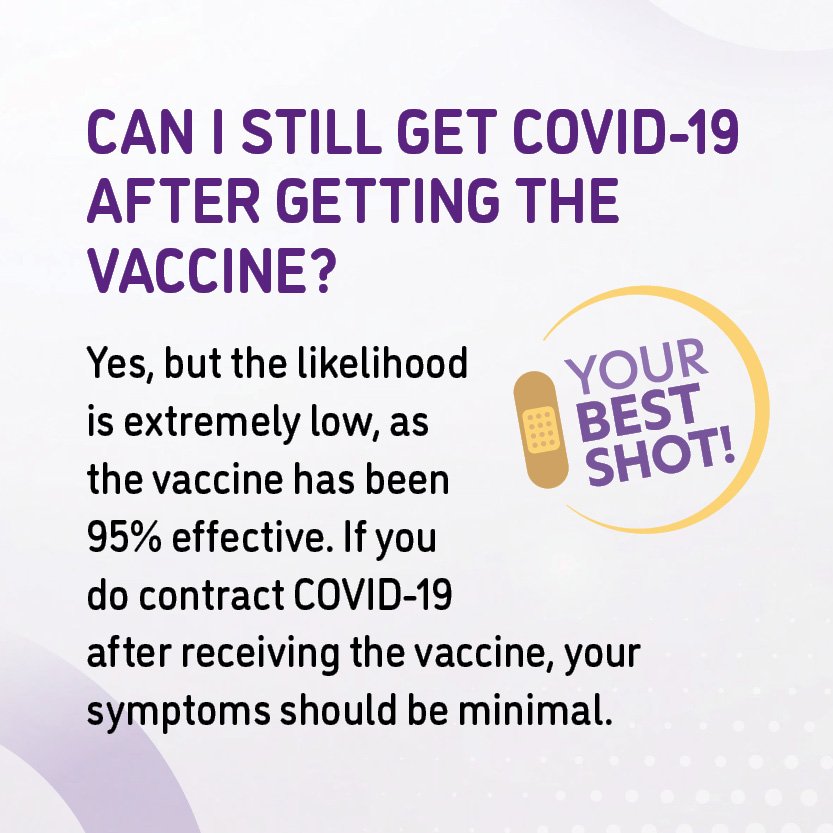 CAN I STILL GET COVID-19
AFTER GETTING THE
VACCINE?
Yes, but the likelihood
is extremely low, as
the vaccine has been
95% effective. If you
do contract COVID-19
after receiving the vaccine, your
symptoms should be minimal.
YOUR
BEST
SHOT!